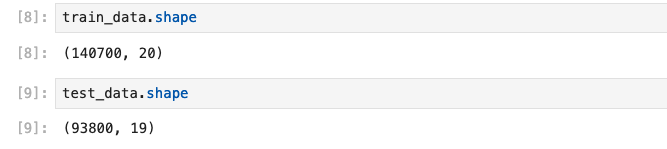 [8]: train_data.shape
[8]: (140700, 20)
[9]: test_data.shape
[9]: (93800, 19)